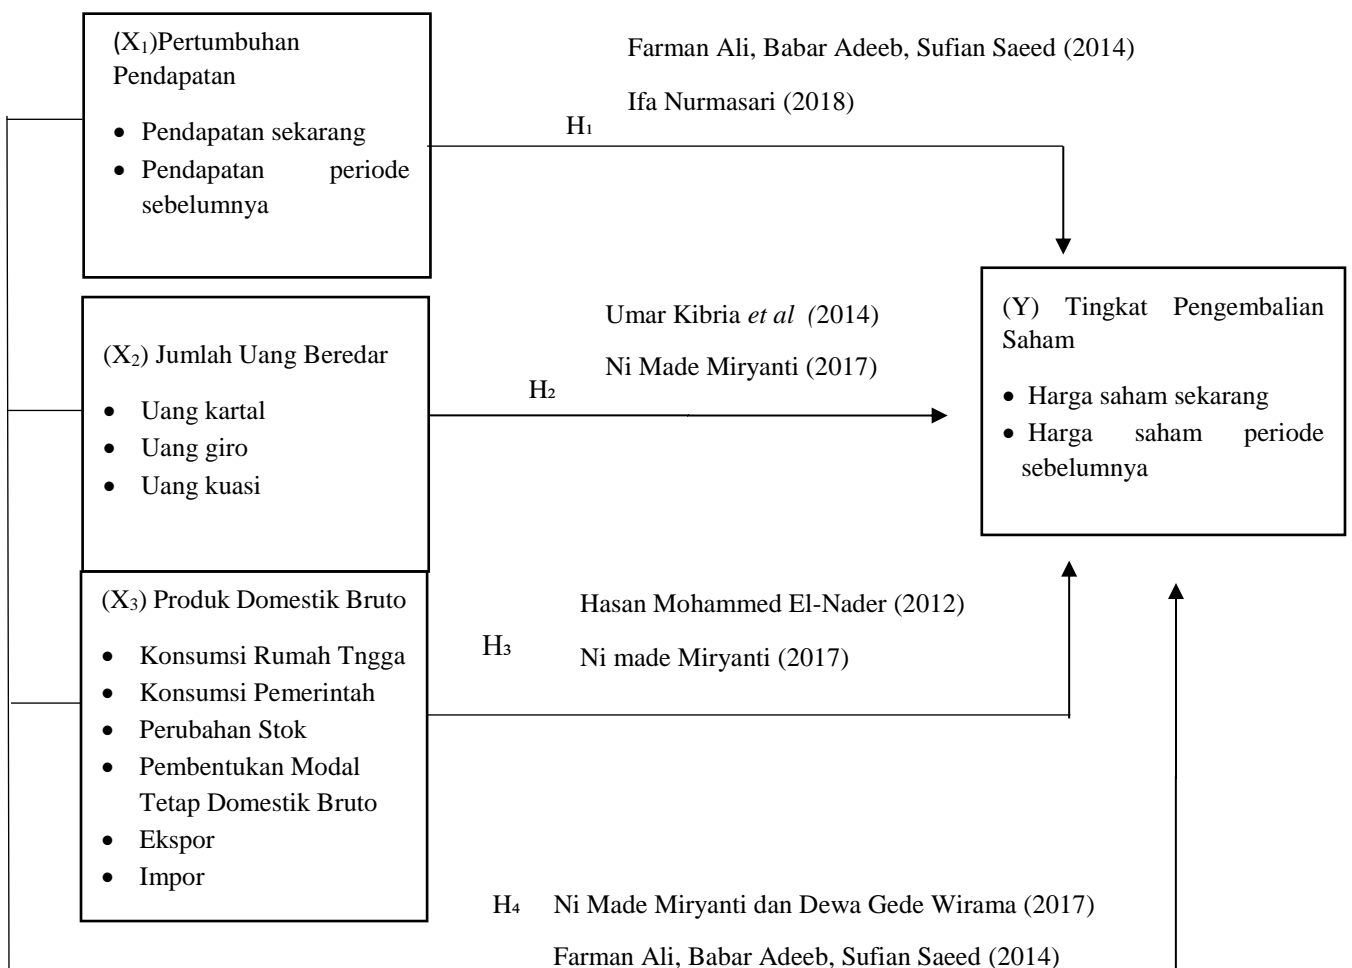 (X₁)Pertumbuhan
Pendapatan
• Pendapatan sekarang
• Pendapatan periode
sebelumnya
Farman Ali, Babar Adeeb, Sufian Saeed (2014)
Ifa Nurmasari (2018)
H₁
(X₂) Jumlah Uang Beredar
• Uang kartal
• Uang giro
• Uang kuasi
Umar Kibria et al (2014)
Ni Made Miryanti (2017)
H₂
(Y) Tingkat Pengembalian
Saham
• Harga saham sekarang
• Harga saham periode
sebelumnya
(X₃) Produk Domestik Bruto
• Konsumsi Rumah Tngga
• Konsumsi Pemerintah
• Perubahan Stok
• Pembentukan Modal
Tetap Domestik Bruto
• Ekspor
• Impor
Hasan Mohammed El-Nader (2012)
H₃
Ni made Miryanti (2017)
H₄ Ni Made Miryanti dan Dewa Gede Wirama (2017)
Farman Ali, Babar Adeeb, Sufian Saeed (2014)